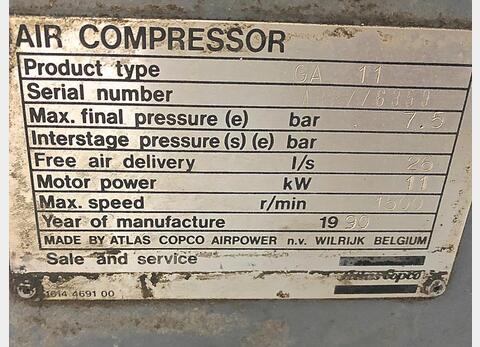 AIR COMPRESSOR
Product type GA 11
Serial number
Max. final pressure (e) bar 7.5
Interstage pressure (s) (e) bar
Free air delivery l/s 26
Motor power kW 11
Max. speed r/min 1500
Year of manufacture 1990
MADE BY ATLAS COPCO AIRPOWER n.v. WILRIJK BELGIUM
Sale and service
Atlas Copco
1614 4691 00